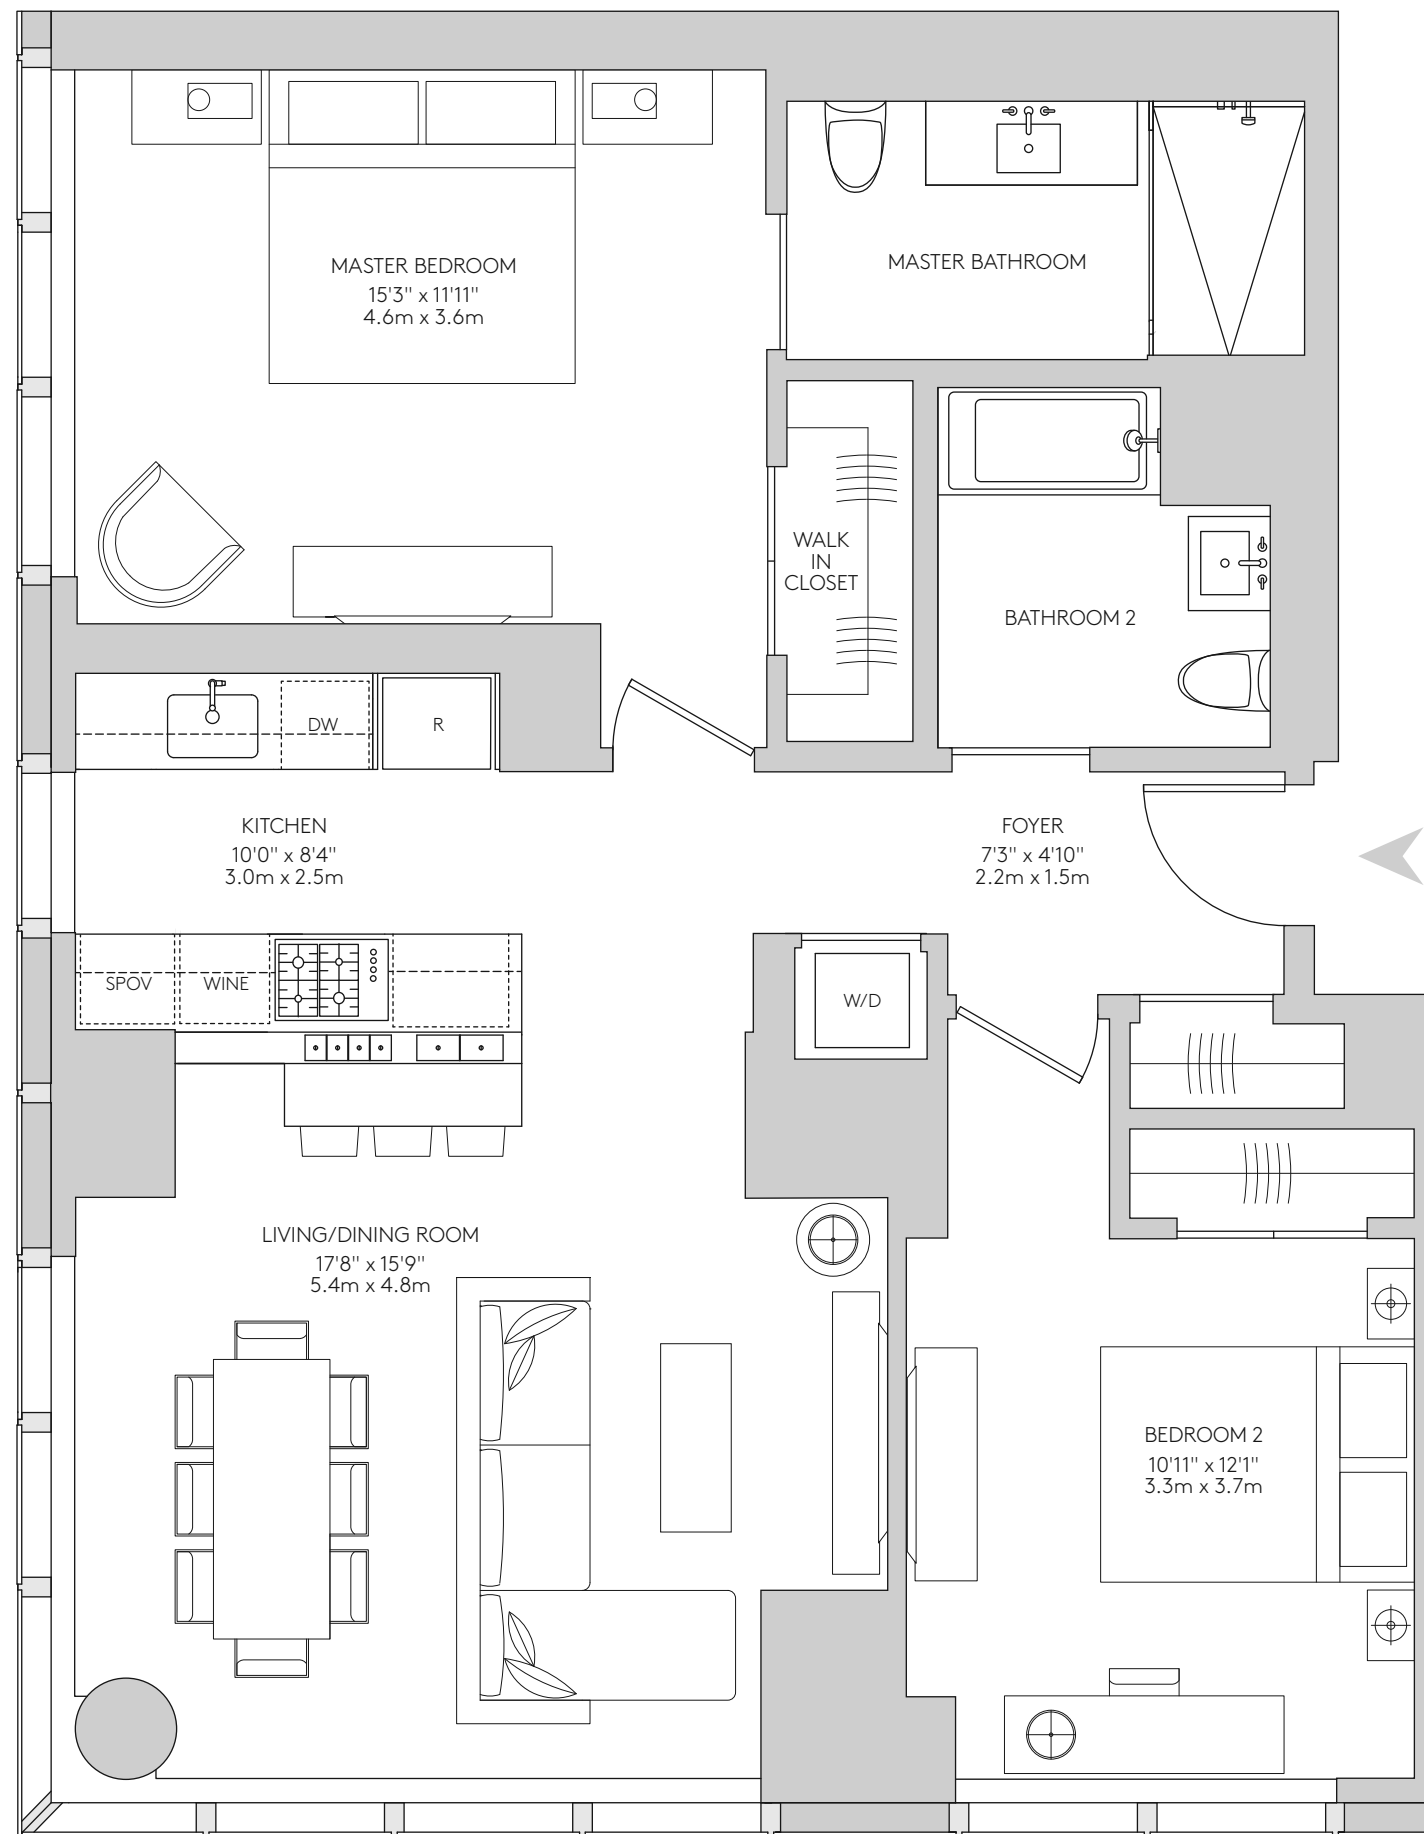 MASTER BEDROOM
15'3" x 11'11"
4.6m x 3.6m
MASTER BATHROOM
WALK
IN
CLOSET
BATHROOM 2
DW
R
KITCHEN
10'0" x 8'4"
3.0m x 2.5m
FOYER
7'3" x 4'10"
2.2m x 1.5m
SPOV
WINE
W/D
LIVING/DINING ROOM
17'8" x 15'9"
5.4m x 4.8m
BEDROOM 2
10'11" x 12'1"
3.3m x 3.7m